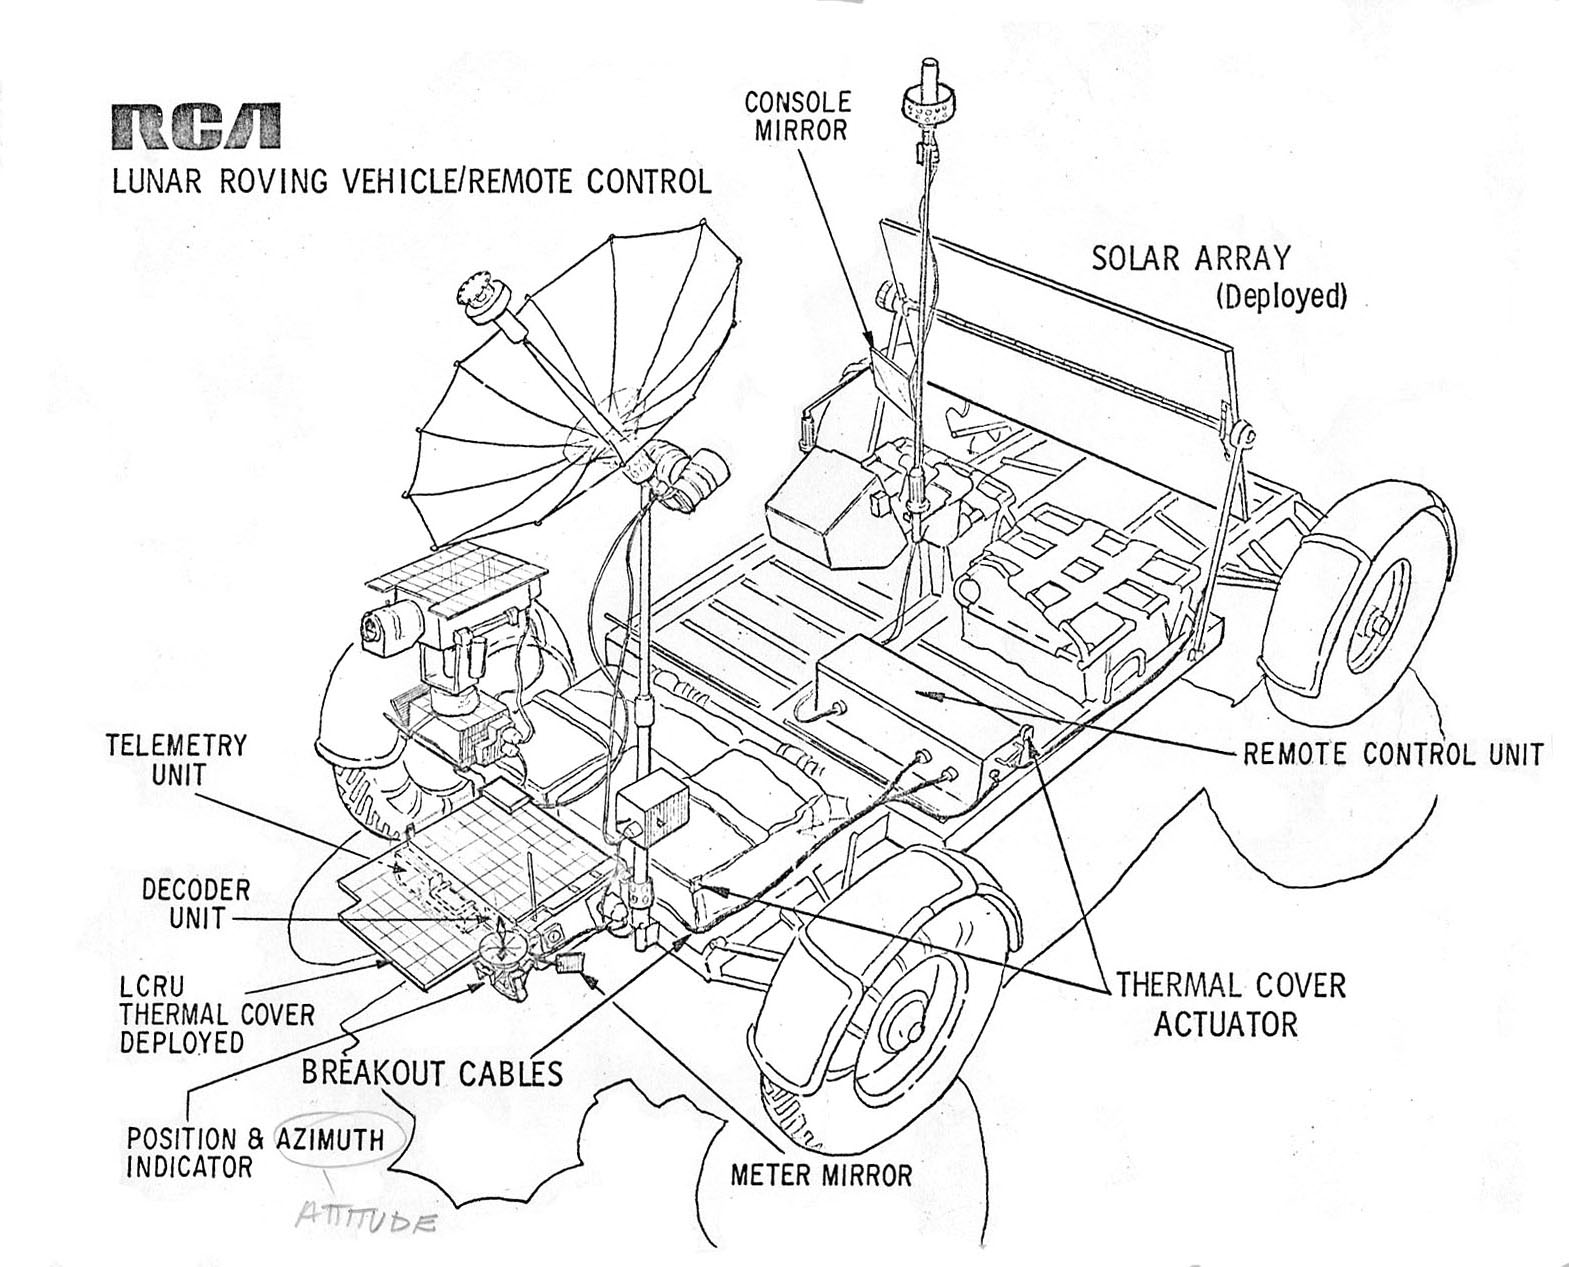 RCA
LUNAR ROVING VEHICLE/REMOTE CONTROL
CONSOLE
MIRROR
SOLAR ARRAY
(Deployed)
TELEMETRY
UNIT
REMOTE CONTROL UNIT
DECODER
UNIT
LCRU
THERMAL COVER
DEPLOYED
THERMAL COVER
ACTUATOR
BREAKOUT CABLES
POSITION & AZIMUTH
INDICATOR
METER MIRROR
ATTITUDE